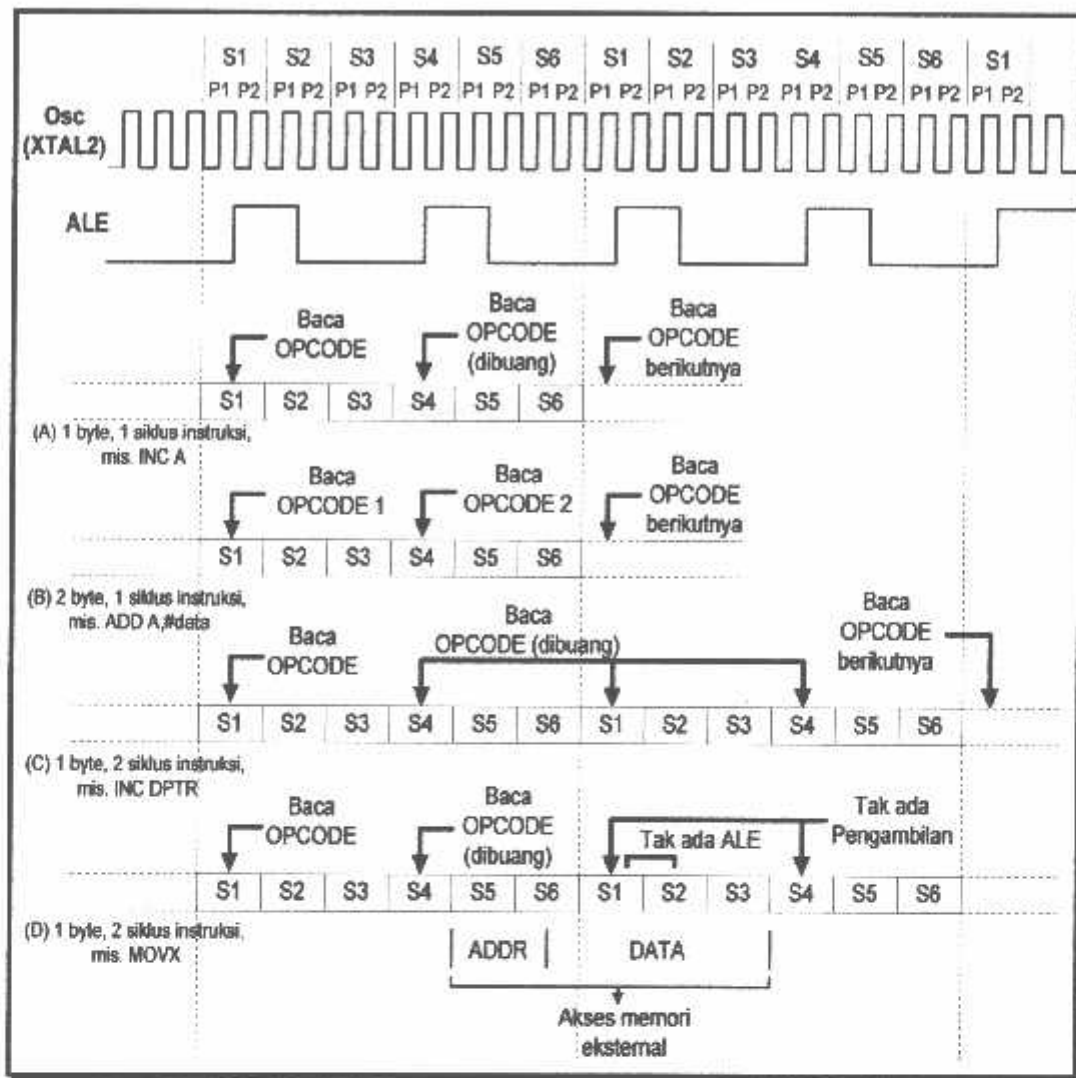 S1 S2 S3 S4 S5 S6 S1 S2 S3 S4 S5 S6 S1
P1 P2 P1 P2 P1 P2 P1 P2 P1 P2 P1 P2 P1 P2 P1 P2 P1 P2 P1 P2 P1 P2 P1 P2 P1 P2
Osc
(XTAL2)
ALE
Baca
OPCODE
Baca
OPCODE
(dibuang)
Baca
OPCODE
berikutnya
S1 S2 S3 S4 S5 S6
(A) 1 byte, 1 siklus instruksi,
mis. INC A
Baca
OPCODE 1
Baca
OPCODE 2
Baca
OPCODE
berikutnya
S1 S2 S3 S4 S5 S6
(B) 2 byte, 1 siklus instruksi,
mis. ADD A,#data
Baca
OPCODE
Baca
OPCODE (dibuang)
Baca
OPCODE
berikutnya
S1 S2 S3 S4 S5 S6 S1 S2 S3 S4 S5 S6
(C) 1 byte, 2 siklus instruksi,
mis. INC DPTR
Baca
OPCODE
Baca
OPCODE
(dibuang)
Tak ada ALE
Tak ada
Pengambilan
S1 S2 S3 S4 S5 S6 S1 S2 S3 S4 S5 S6
(D) 1 byte, 2 siklus instruksi,
mis. MOVX
ADDR
DATA
Akses memori
eksternal